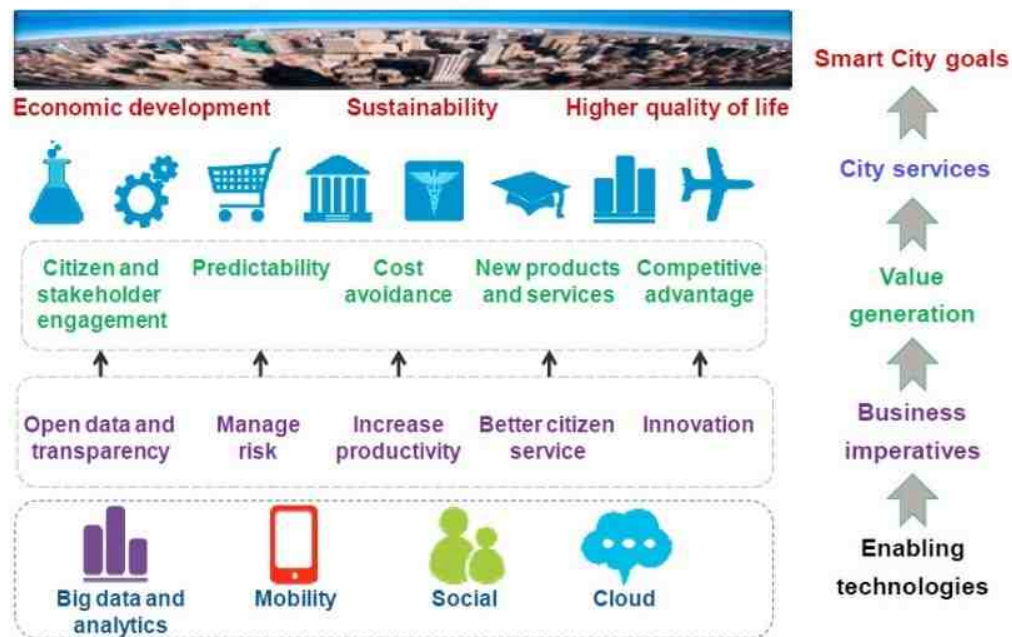 Smart City goals
Economic development
Sustainability
Higher quality of life
City services
Citizen and
stakeholder
engagement
Predictability
Cost
avoidance
New products
and services
Competitive
advantage
Value
generation
Open data and
transparency
Manage
risk
Increase
productivity
Better citizen
service
Innovation
Business
imperatives
Big data and
analytics
Mobility
Social
Cloud
Enabling
technologies